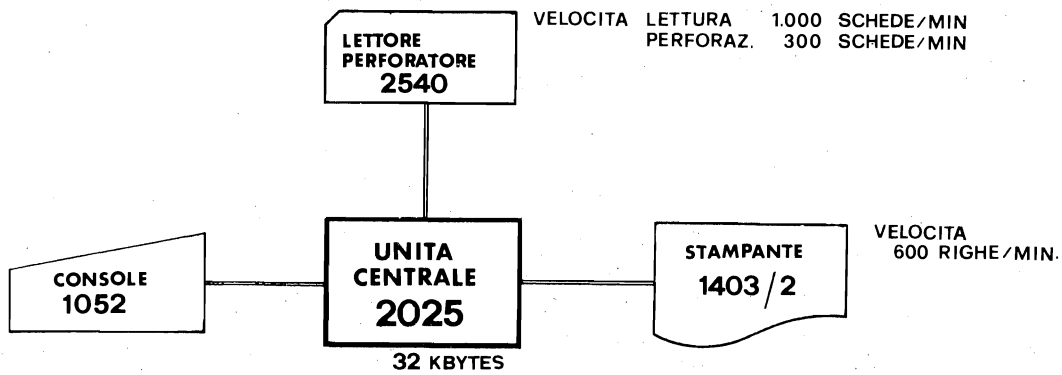 LETTORE
PERFORATORE
2540
VELOCITA LETTURA 1.000 SCHEDE/MIN
PERFORAZ. 300 SCHEDE/MIN
CONSOLE
1052
UNITA
CENTRALE
2025
32 KBYTES
STAMPANTE
1403/2
VELOCITA
600 RIGHE/MIN.